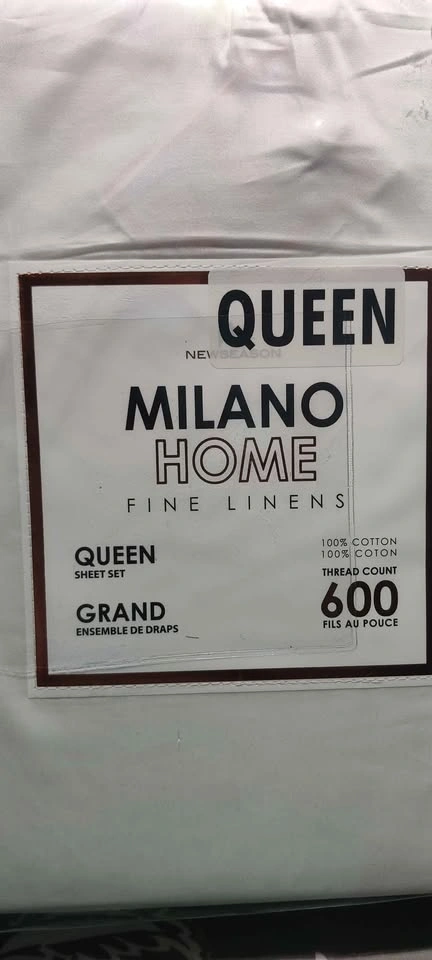 QUEEN
NEWSEASON
MILANO
HOME
FINE LINENS
QUEEN
SHEET SET
GRAND
ENSEMBLE DE DRAPS
100% COTTON
100% COTON
THREAD COUNT
600
FILS AU POUCE